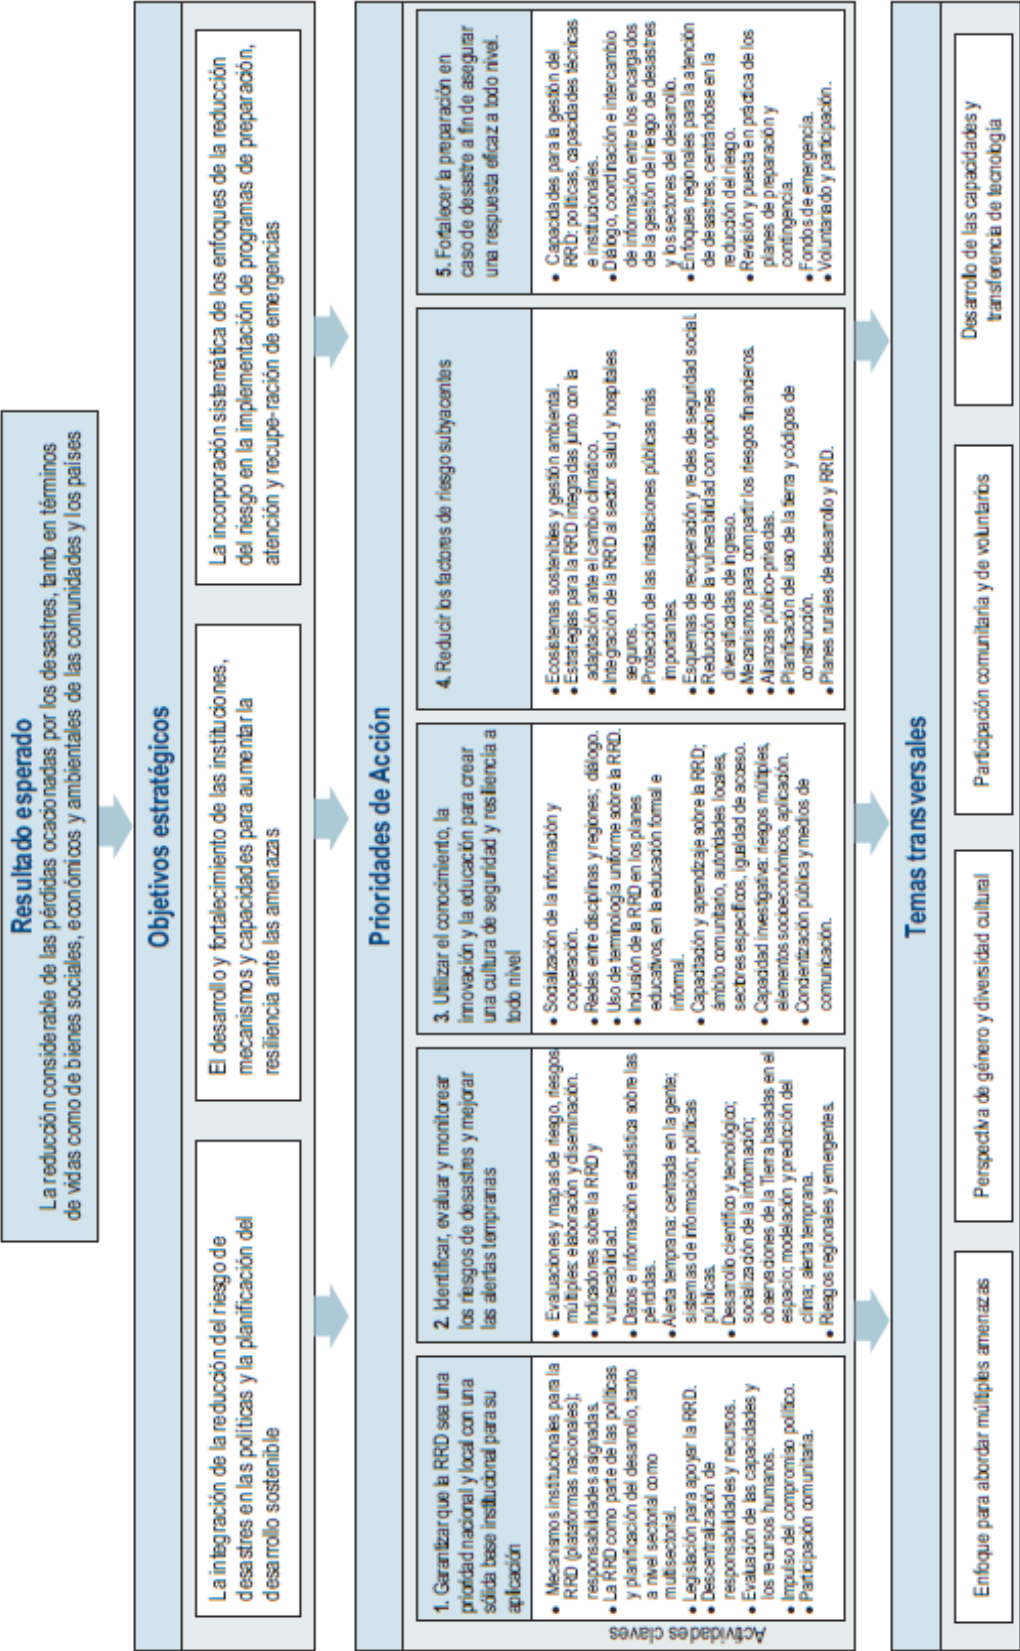 Resultado esperado
La reducción considerable de las pérdidas ocacionadas por los desastres, tanto en términos
de vidas como de bienes sociales, económicos y ambientales de las comunidades y los países
Objetivos estratégicos
La integración de la reducción del riesgo de
desastres en las políticas y la planificación del
desarrollo sostenible
El desarrollo y fortalecimiento de las instituciones,
mecanismos y capacidades para aumentar la
resiliencia ante las amenazas
La incorporación sistemática de los enfoques de la reducción
del riesgo en la implementación de programas de preparación,
atención y recupe-ración de emergencias
Prioridades de Acción
1. Garantizar que la RRD sea una
prioridad nacional y local con una
sólida base institucional para su
aplicación
2. Identificar, evaluar y monitorear
los riesgos de desastres y mejorar
las alertas tempranas
3. Utilizar el conocimiento, la
innovación y la educación para crear
una cultura de seguridad y resiliencia a
todo nivel
4. Reducir los factores de riesgo subyacentes
5. Fortalecer la preparación en
caso de desastre a fin de asegurar
una respuesta eficaz a todo nivel.
Actividades claves
• Mecanismos institucionales para la
RRD (plataformas nacionales);
responsabilidades asignadas.
• La RRD como parte de las políticas
y planificación del desarrollo, tanto
a nivel sectorial como
multisectorial.
• Legislación para apoyar la RRD.
• Descentralización de
responsabilidades y recursos.
• Evaluación de las capacidades y
los recursos humanos.
• Impulso del compromiso político.
• Participación comunitaria.
• Evaluaciones y mapas de riesgo, riesgos
múltiples: elaboración y diseminación.
• Indicadores sobre la RRD y
vulnerabilidad.
• Datos e información estadística sobre las
pérdidas.
• Alerta temprana: centrada en la gente;
sistemas de información; políticas
públicas.
• Desarrollo científico y tecnológico;
socialización de la información;
observaciones de la Tierra basadas en el
espacio; modelación y predicción del
clima; alerta temprana.
• Riesgos regionales y emergentes.
• Socialización de la información y
cooperación.
• Redes entre disciplinas y regiones; diálogo.
• Uso de terminología uniforme sobre la RRD.
• Inclusión de la RRD en los planes
educativos, en la educación formal e
informal.
• Capacitación y aprendizaje sobre la RRD;
ámbito comunitario, autoridades locales,
sectores específicos, igualdad de acceso.
• Capacidad investigativa: riesgos múltiples,
elementos socioeconómicos, aplicación.
• Concientización pública y medios de
comunicación.
• Ecosistemas sostenibles y gestión ambiental.
• Estrategias para la RRD integradas junto con la
adaptación ante el cambio climático.
• Integración de la RRD al sector salud y hospitales
seguros.
• Protección de las instalaciones públicas más
importantes.
• Esquemas de recuperación y redes de seguridad social.
• Reducción de la vulnerabilidad con opciones
diversificadas de ingreso.
• Mecanismos para compartir los riesgos financieros.
• Alianzas público-privadas.
• Planificación del uso de la tierra y códigos de
construcción.
• Planes rurales de desarrollo y RRD.
• Capacidades para la gestión del
RRD: políticas, capacidades técnicas
e institucionales.
• Diálogo, coordinación e intercambio
de información entre los encargados
de la gestión del riesgo de desastres
y los sectores del desarrollo.
• Enfoques regionales para la atención
de desastres, centrándose en la
reducción del riesgo.
• Revisión y puesta en práctica de los
planes de preparación y
contingencia.
• Fondos de emergencia.
• Voluntariado y participación.
Temas transversales
Enfoque para abordar múltiples amenazas
Perspectiva de género y diversidad cultural
Participación comunitaria y de voluntarios
Desarrollo de las capacidades y
transferencia de tecnología